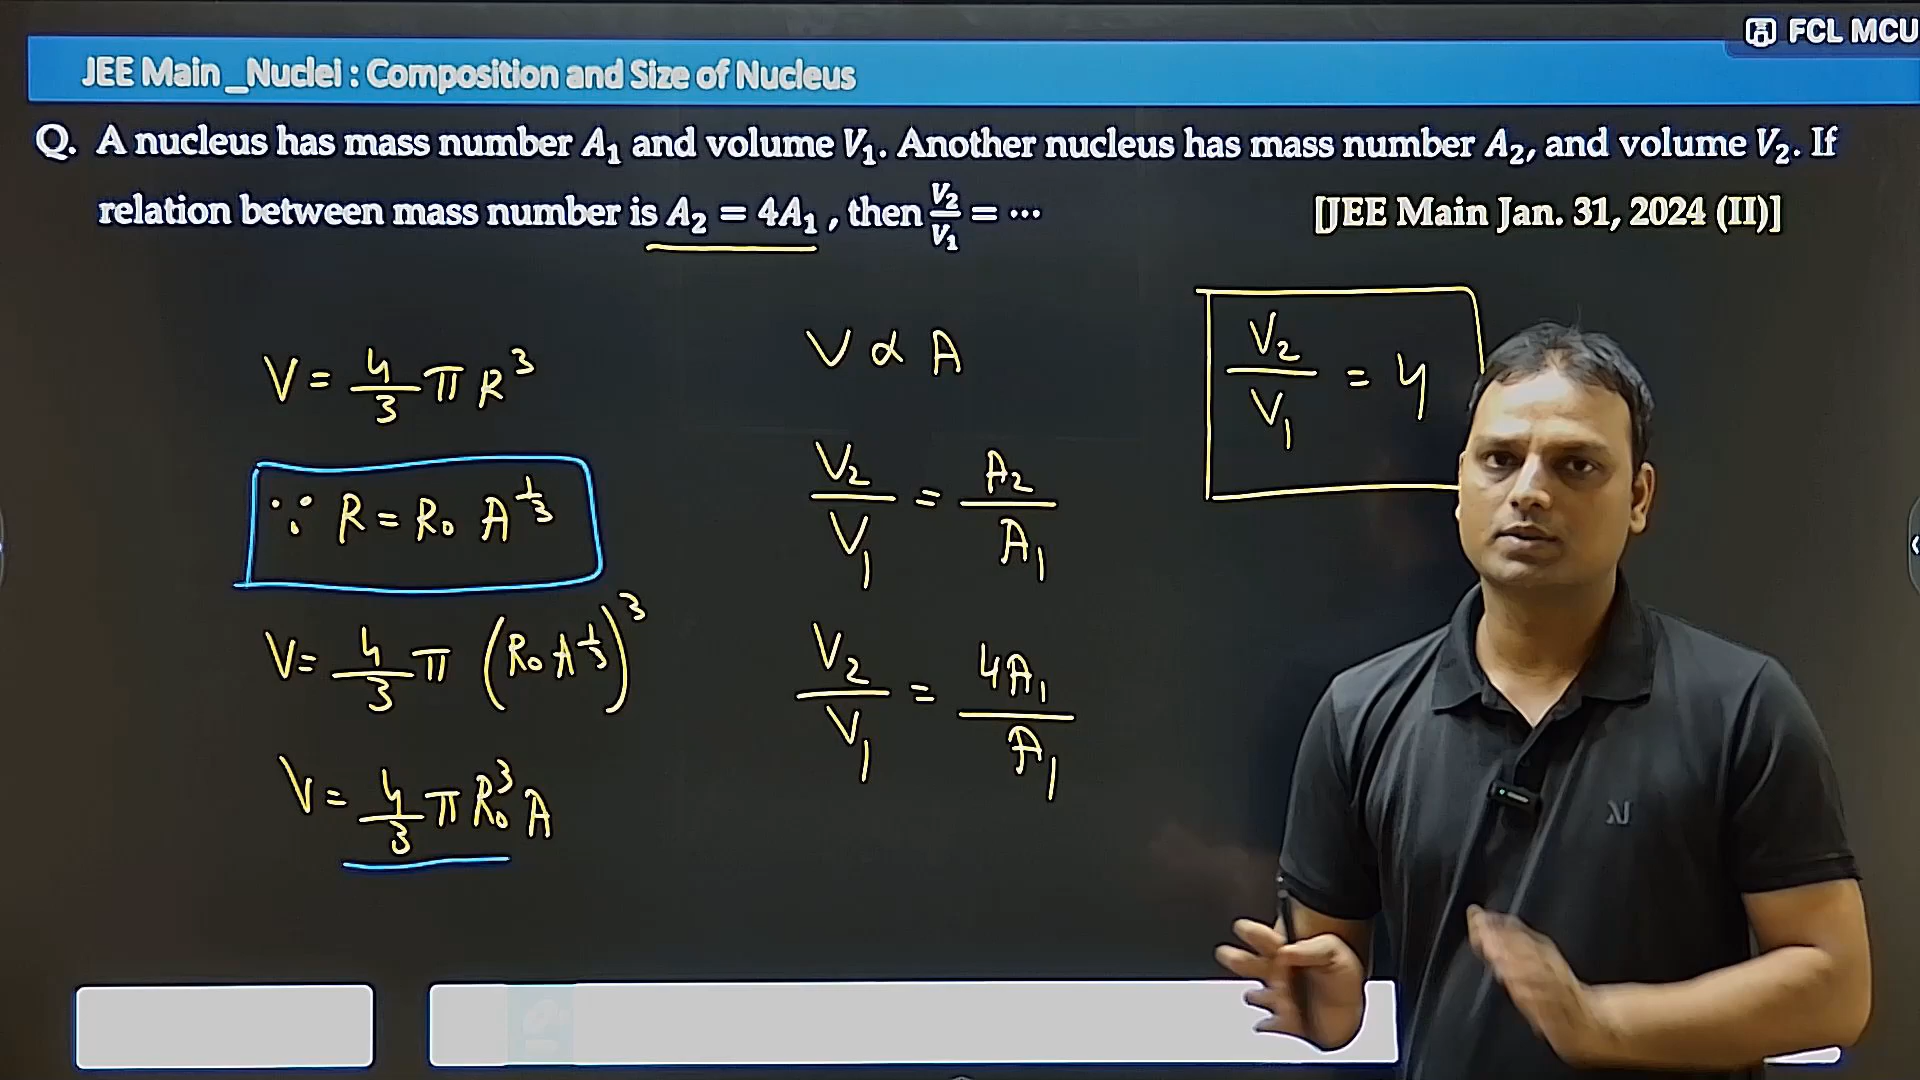 FCL MCU
JEE Main _Nuclei : Composition and Size of Nucleus
Q. A nucleus has mass number A₁ and volume V₁. Another nucleus has mass number A₂, and volume V₂. If
relation between mass number is A₂ = 4A₁ , then V₂/V₁ = ⋯ [JEE Main Jan. 31, 2024 (II)]
V = 4/3 π R³
∵ R = R₀ A^1/3
V = 4/3 π (R₀ A^1/3)³
V = 4/3 π R₀³ A
V ∝ A
V₂/V₁ = A₂/A₁
V₂/V₁ = 4A₁/A₁
V₂/V₁ = 4